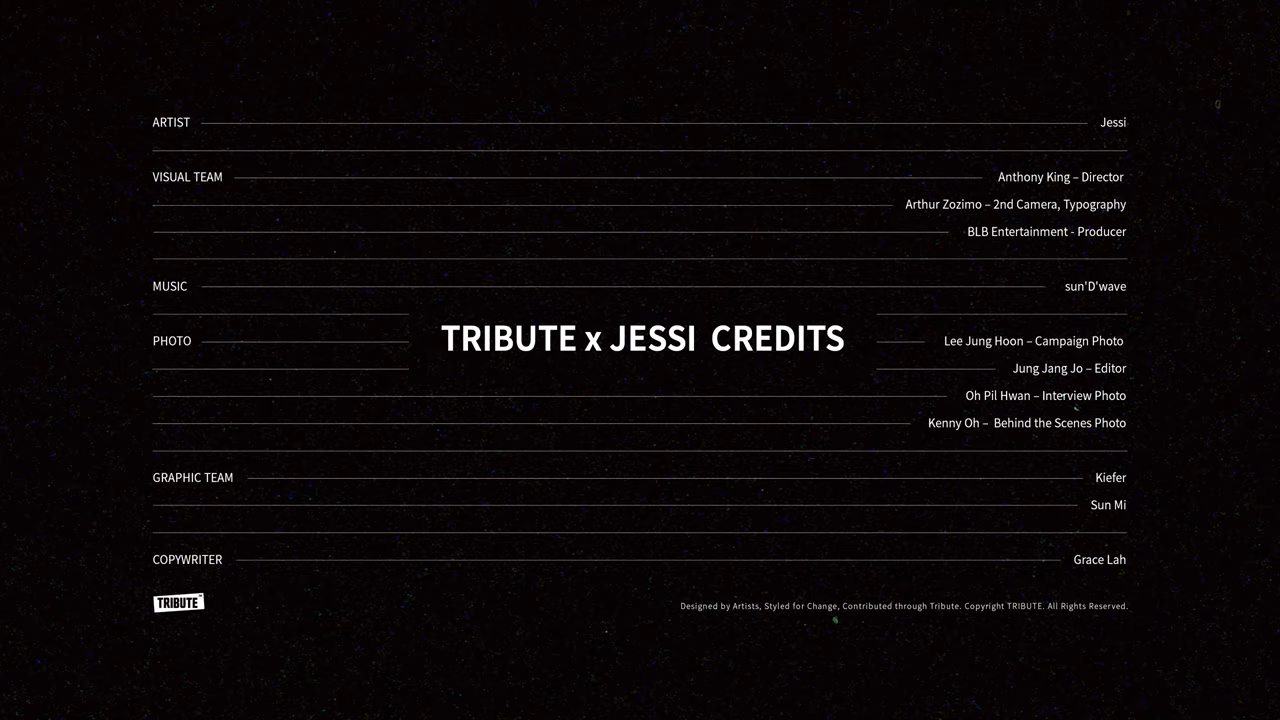 ARTIST Jessi
VISUAL TEAM Anthony King – Director
Arthur Zozimo – 2nd Camera, Typography
BLB Entertainment - Producer
MUSIC sun'D'wave
TRIBUTE x JESSI CREDITS
PHOTO Lee Jung Hoon – Campaign Photo
Jung Jang Jo – Editor
Oh Pil Hwan – Interview Photo
Kenny Oh – Behind the Scenes Photo
GRAPHIC TEAM Kiefer
Sun Mi
COPYWRITER Grace Lah
TRIBUTE™
Designed by Artists, Styled for Change, Contributed through Tribute. Copyright TRIBUTE. All Rights Reserved.